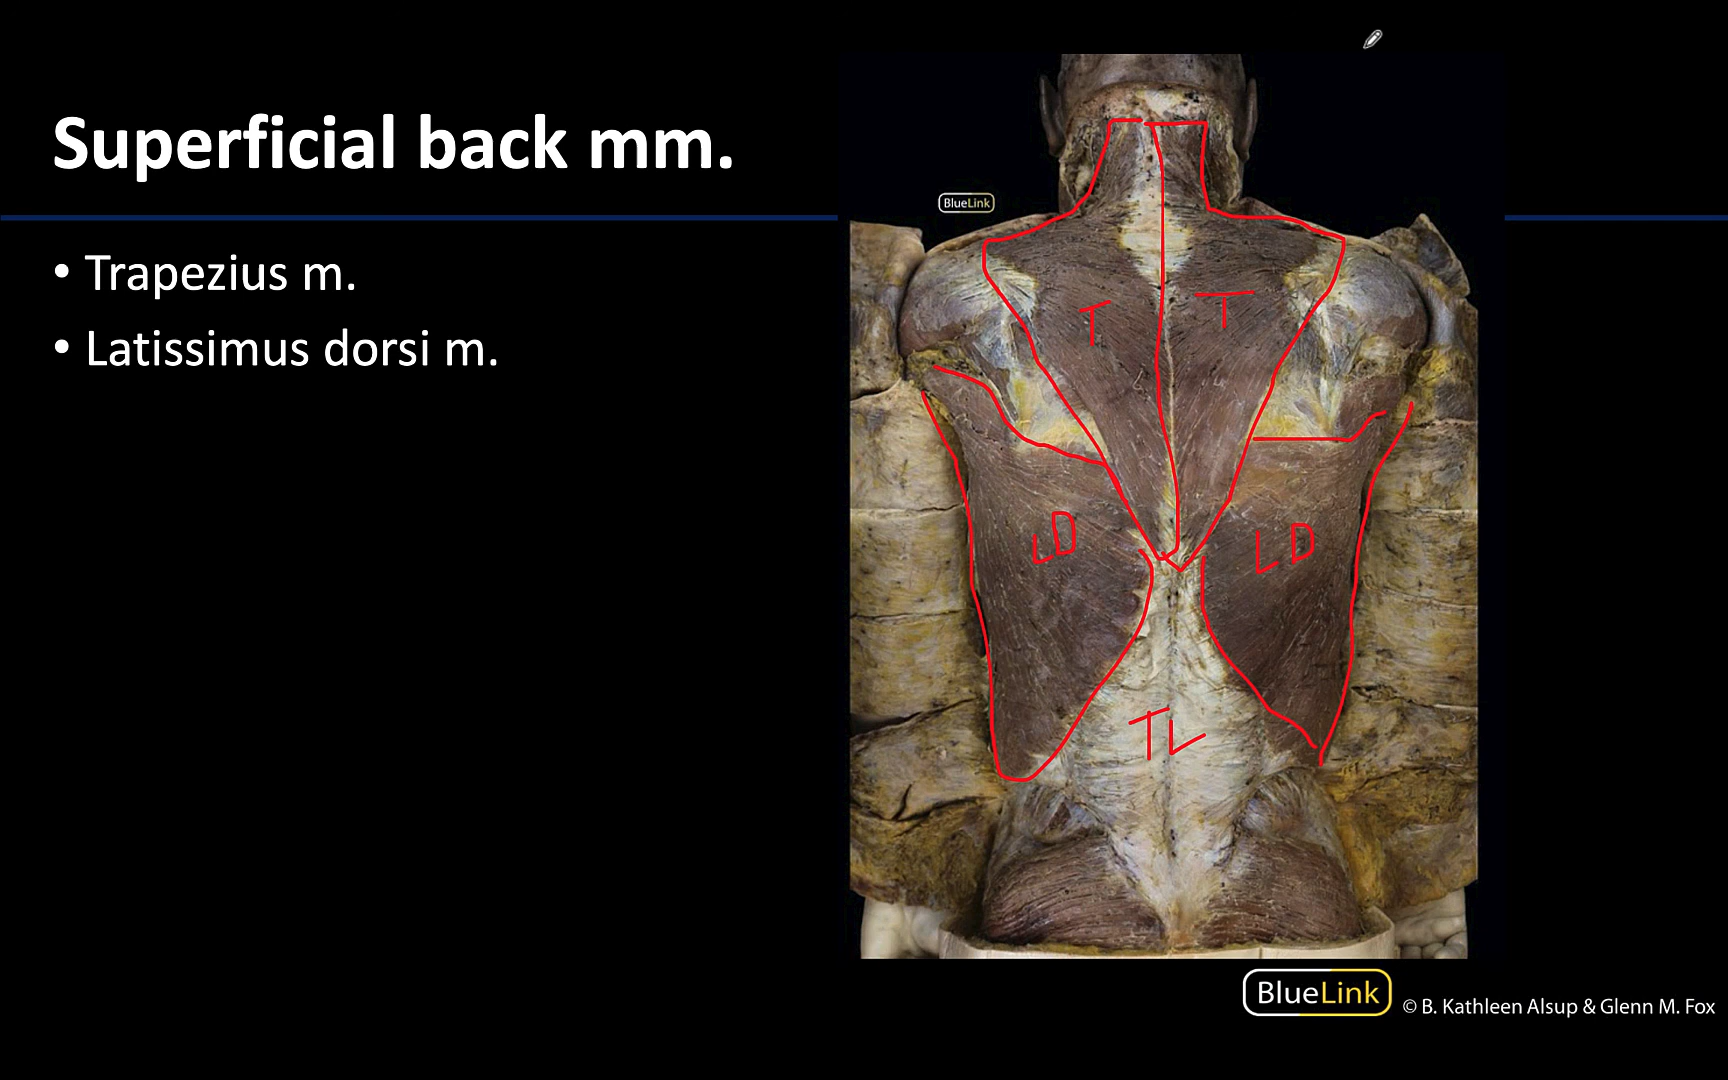 Superficial back mm.
• Trapezius m.
• Latissimus dorsi m.
BlueLink
T T
LD LD
TL
BlueLink © B. Kathleen Alsup & Glenn M. Fox